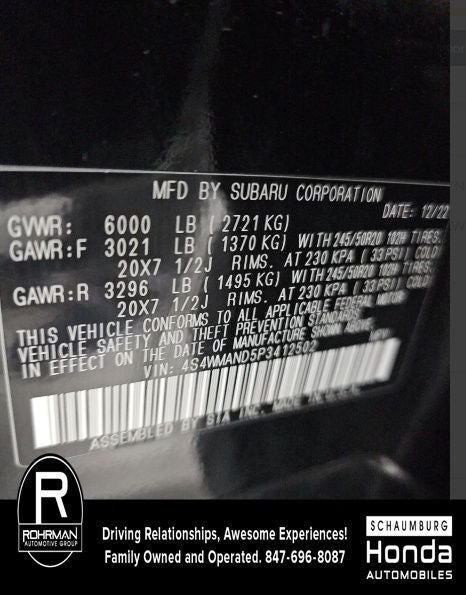 MFD BY SUBARU CORPORATION
DATE: 12/22
GVWR: 6000 LB ( 2721 KG)
GAWR:F 3021 LB ( 1370 KG) WITH 245/50R20 102H TIRES.
20X7 1/2J RIMS. AT 230 KPA ( 33 PSI) COLD
GAWR:R 3296 LB ( 1495 KG) WITH 245/50R20 102H TIRES.
20X7 1/2J RIMS. AT 230 KPA ( 33 PSI) COLD
THIS VEHICLE CONFORMS TO ALL APPLICABLE FEDERAL MOTOR
VEHICLE SAFETY AND THEFT PREVENTION STANDARDS
IN EFFECT ON THE DATE OF MANUFACTURE SHOWN ABOVE.
VIN: 4S4WMAND5P3412502 MPV
ASSEMBLED BY SIA INC. MADE IN U.S.A.
R
ROHRMAN
AUTOMOTIVE GROUP
Driving Relationships, Awesome Experiences!
Family Owned and Operated. 847-696-8087
SCHAUMBURG
Honda
AUTOMOBILES